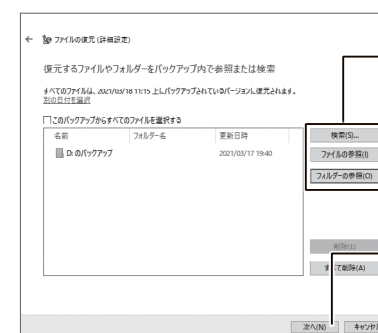 ← ファイルの復元 (詳細設定)
復元するファイルやフォルダーをバックアップ内で参照または検索
すべてのファイルは、2021/03/18 11:15 上にバックアップされているバージョンに復元されます。
別の日付を選択
このバックアップからすべてのファイルを選択する
名前 フォルダー名 更新日時
D: のバックアップ 2021/03/17 19:40
検索(S)...
ファイルの参照(I)
フォルダーの参照(O)
削除(E)
すべて削除(A)
次へ(N) キャンセル